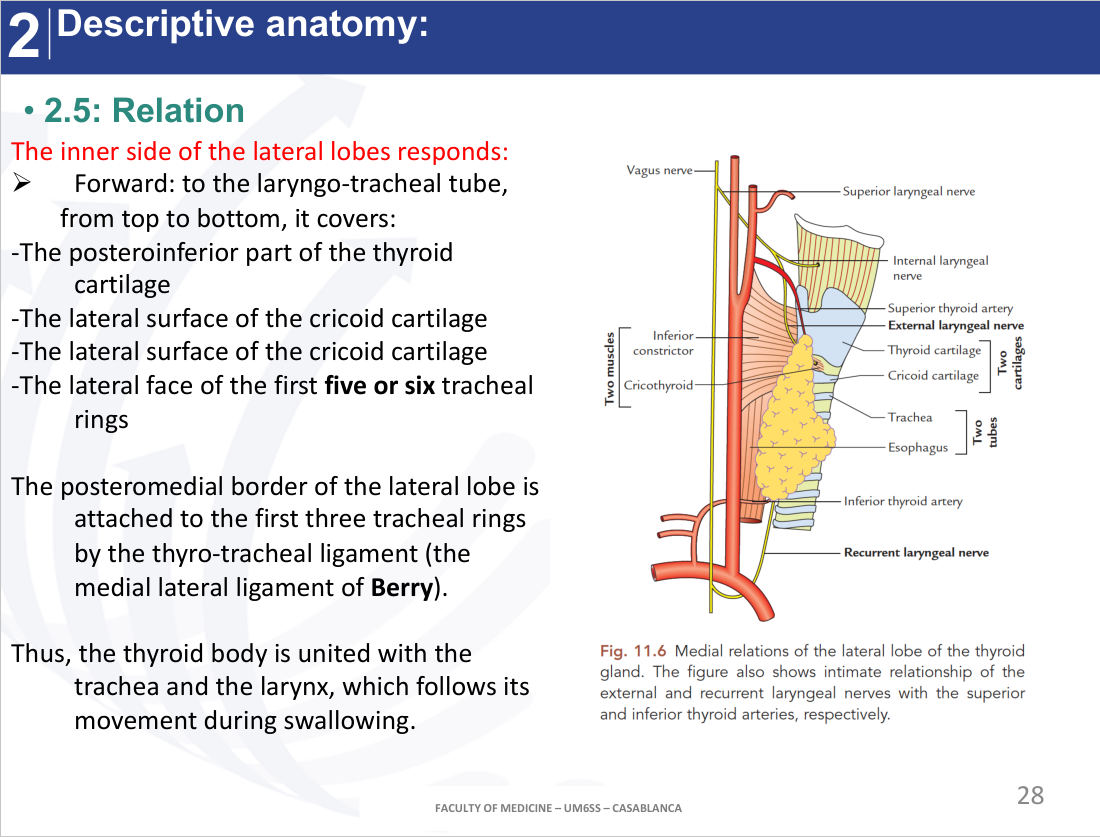 2
Descriptive anatomy:
• 2.5: Relation
The inner side of the lateral lobes responds:
➢ Forward: to the laryngo-tracheal tube,
from top to bottom, it covers:
-The posteroinferior part of the thyroid
cartilage
-The lateral surface of the cricoid cartilage
-The lateral surface of the cricoid cartilage
-The lateral face of the first five or six tracheal
rings
The posteromedial border of the lateral lobe is
attached to the first three tracheal rings
by the thyro-tracheal ligament (the
medial lateral ligament of Berry).
Thus, the thyroid body is united with the
trachea and the larynx, which follows its
movement during swallowing.
Vagus nerve
Superior laryngeal nerve
Internal laryngeal
nerve
Superior thyroid artery
External laryngeal nerve
Inferior
constrictor
Thyroid cartilage
Cricoid cartilage
Two
cartilages
Two muscles
Cricothyroid
Trachea
Esophagus
Two
tubes
Inferior thyroid artery
Recurrent laryngeal nerve
Fig. 11.6 Medial relations of the lateral lobe of the thyroid
gland. The figure also shows intimate relationship of the
external and recurrent laryngeal nerves with the superior
and inferior thyroid arteries, respectively.
FACULTY OF MEDICINE – UM6SS – CASABLANCA
28